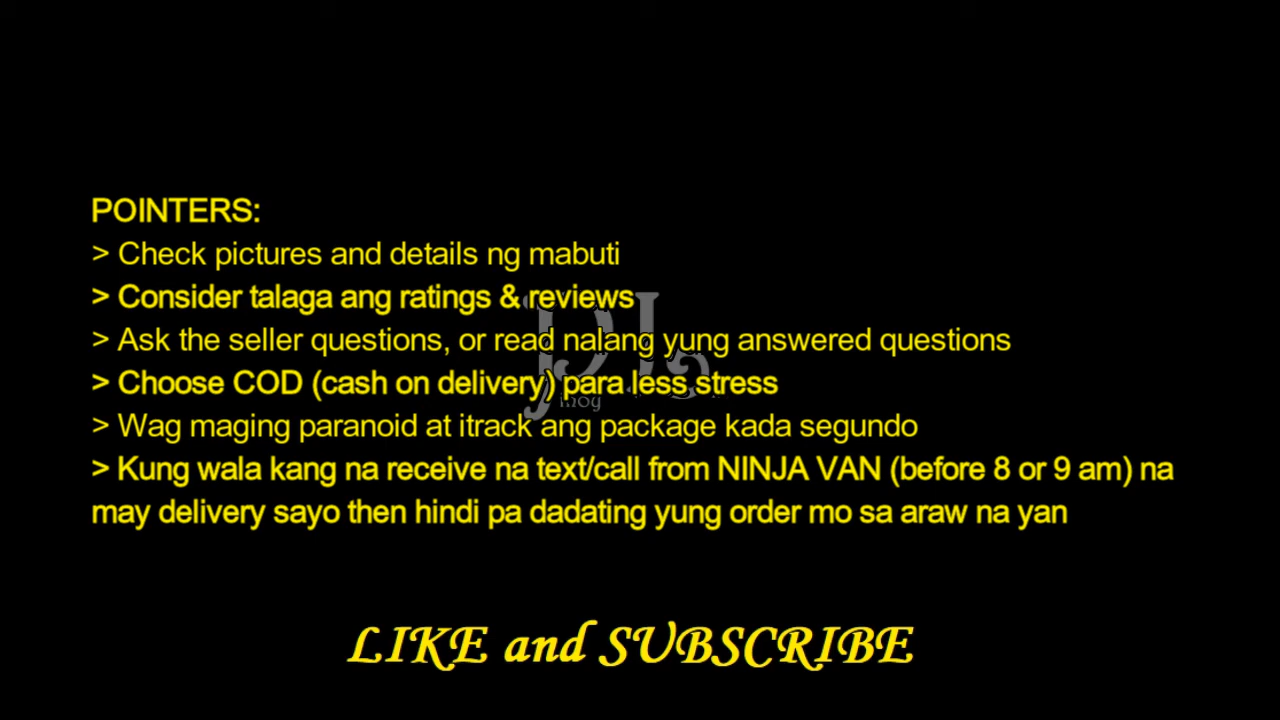 POINTERS:
> Check pictures and details ng mabuti
> Consider talaga ang ratings & reviews
> Ask the seller questions, or read nalang yung answered questions
> Choose COD (cash on delivery) para less stress
> Wag maging paranoid at itrack ang package kada segundo
> Kung wala kang na receive na text/call from NINJA VAN (before 8 or 9 am) na
may delivery sayo then hindi pa dadating yung order mo sa araw na yan
LIKE and SUBSCRIBE